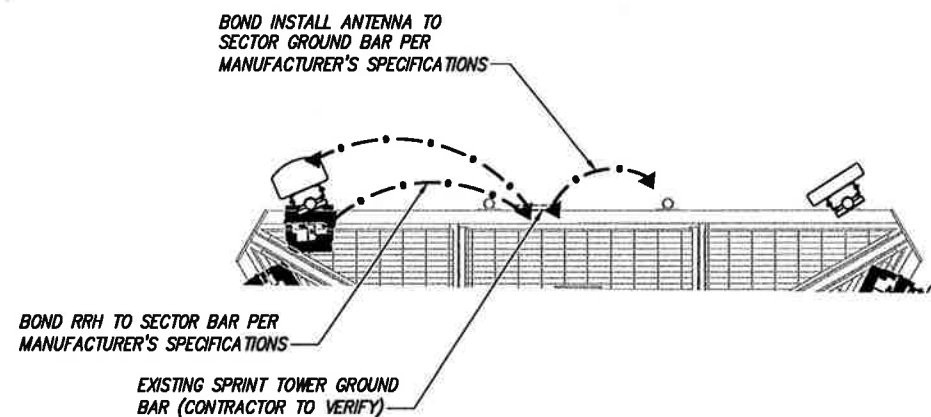 BOND INSTALL ANTENNA TO
SECTOR GROUND BAR PER
MANUFACTURER'S SPECIFICATIONS
BOND RRH TO SECTOR BAR PER
MANUFACTURER'S SPECIFICATIONS
EXISTING SPRINT TOWER GROUND
BAR (CONTRACTOR TO VERIFY)